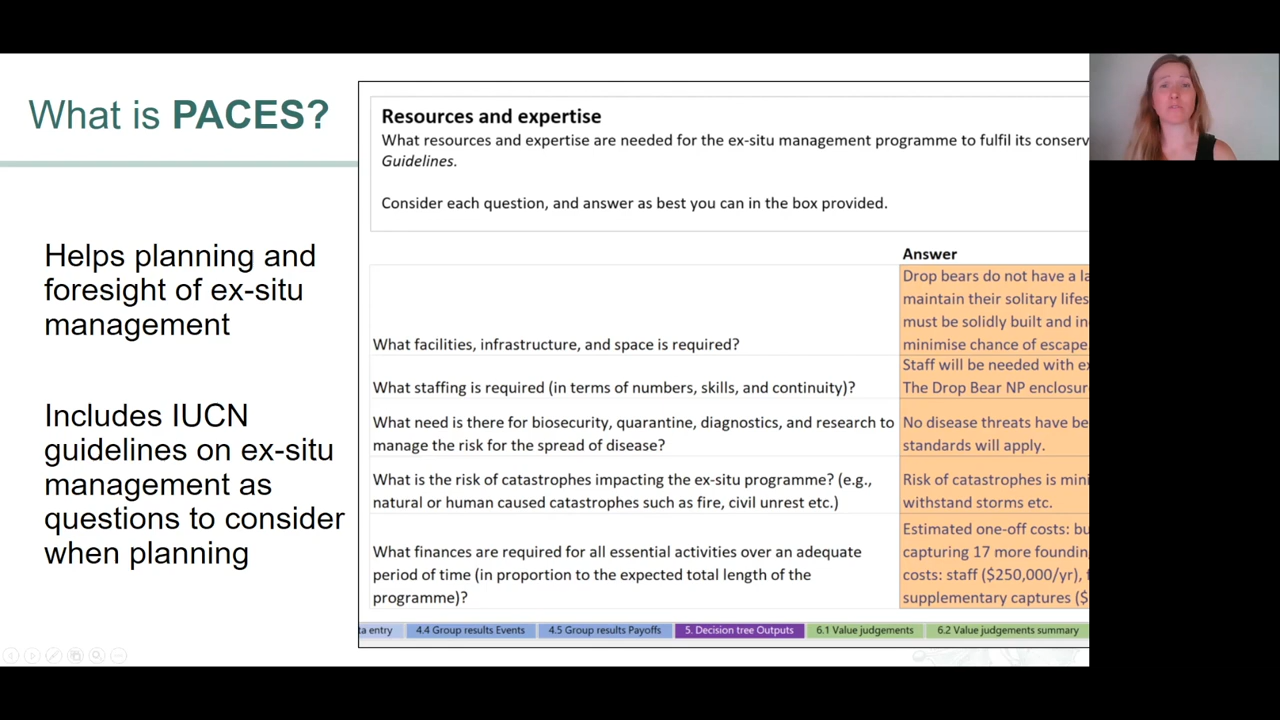 What is PACES?
Helps planning and
foresight of ex-situ
management
Includes IUCN
guidelines on ex-situ
management as
questions to consider
when planning
Resources and expertise
What resources and expertise are needed for the ex-situ management programme to fulfil its conserv
Guidelines.
Consider each question, and answer as best you can in the box provided.
Answer
What facilities, infrastructure, and space is required?
Drop bears do not have a la
maintain their solitary lifes
must be solidly built and in
minimise chance of escape
What staffing is required (in terms of numbers, skills, and continuity)?
Staff will be needed with ex
The Drop Bear NP enclosur
What need is there for biosecurity, quarantine, diagnostics, and research to
manage the risk for the spread of disease?
No disease threats have be
standards will apply.
What is the risk of catastrophes impacting the ex-situ programme? (e.g.,
natural or human caused catastrophes such as fire, civil unrest etc.)
Risk of catastrophes is mini
withstand storms etc.
What finances are required for all essential activities over an adequate
period of time (in proportion to the expected total length of the
programme)?
Estimated one-off costs: bu
capturing 17 more foundin
costs: staff ($250,000/yr), f
supplementary captures ($
ta entry 4.4 Group results Events 4.5 Group results Payoffs 5. Decision tree Outputs 6.1 Value judgements 6.2 Value judgements summary